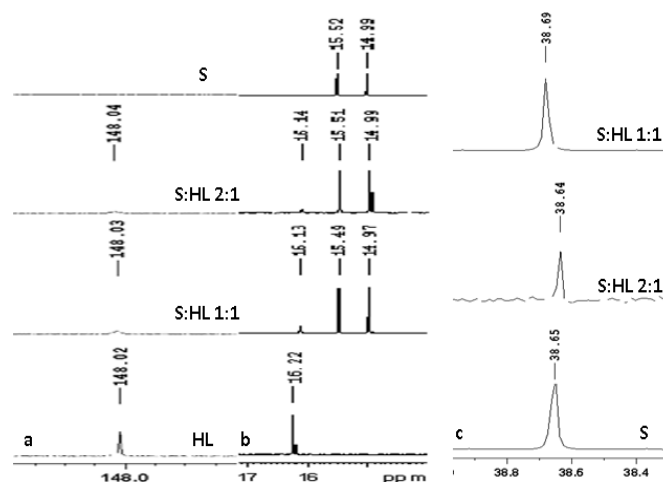 15.52
14.99
S
148.04
16.14
15.51
14.99
S:HL 2:1
148.03
16.13
15.49
14.97
S:HL 1:1
148.02
16.22
a
HL
b
148.0
17
16
ppm
38.69
S:HL 1:1
38.64
S:HL 2:1
38.65
c
S
38.8
38.6
38.4